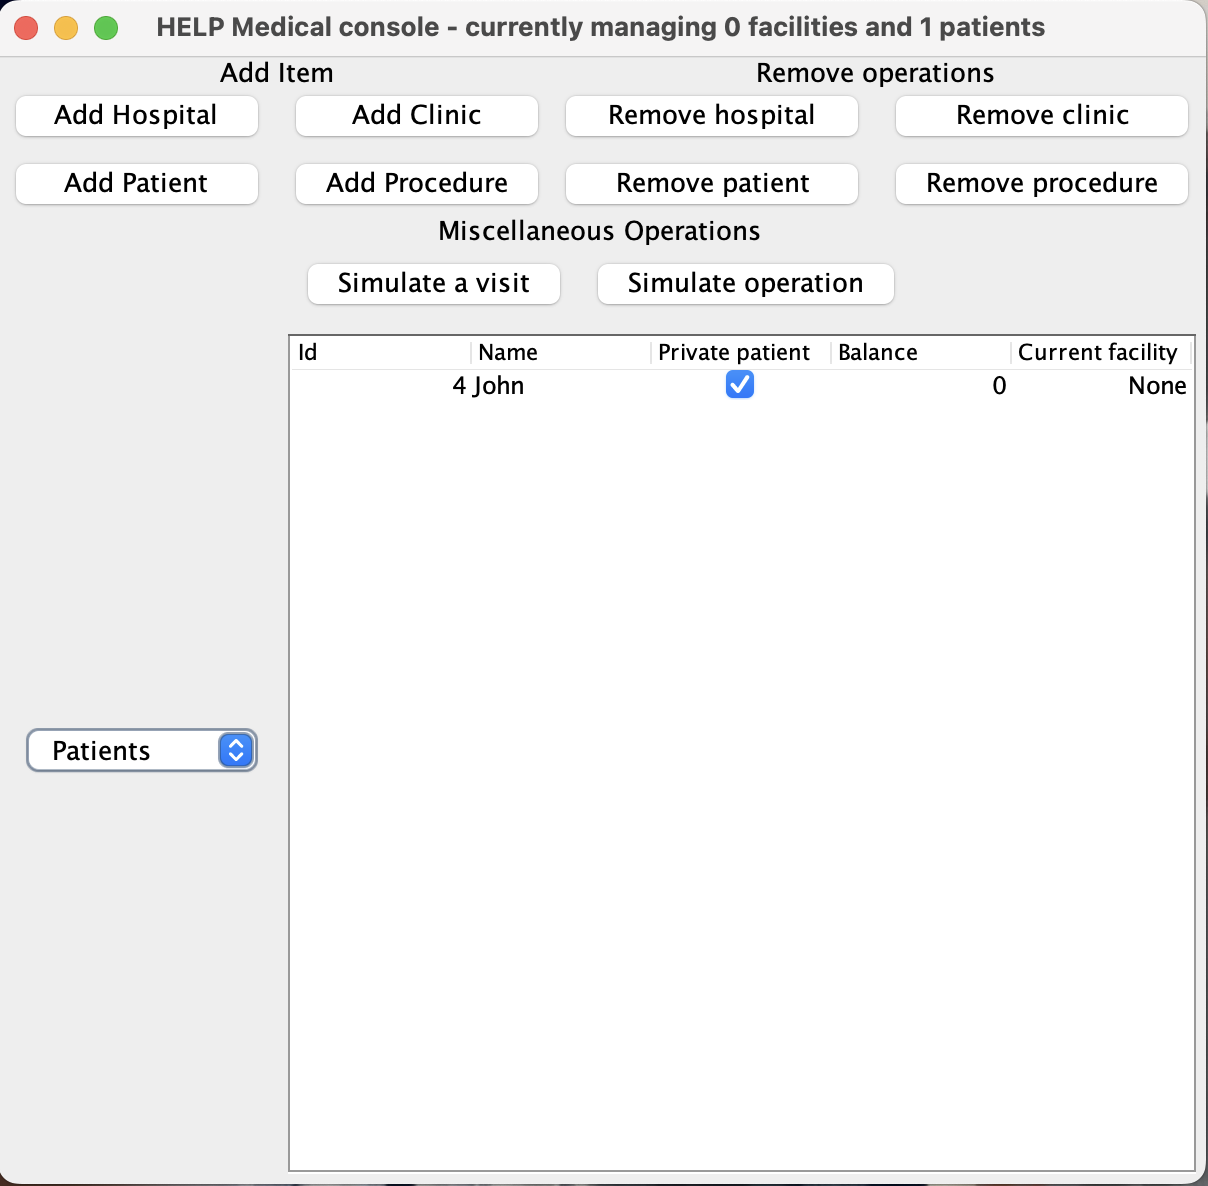 HELP Medical console - currently managing 0 facilities and 1 patients
Add Item
Remove operations
Add Hospital
Add Clinic
Remove hospital
Remove clinic
Add Patient
Add Procedure
Remove patient
Remove procedure
Miscellaneous Operations
Simulate a visit
Simulate operation
Id Name Private patient Balance Current facility
4 John 0 None
Patients